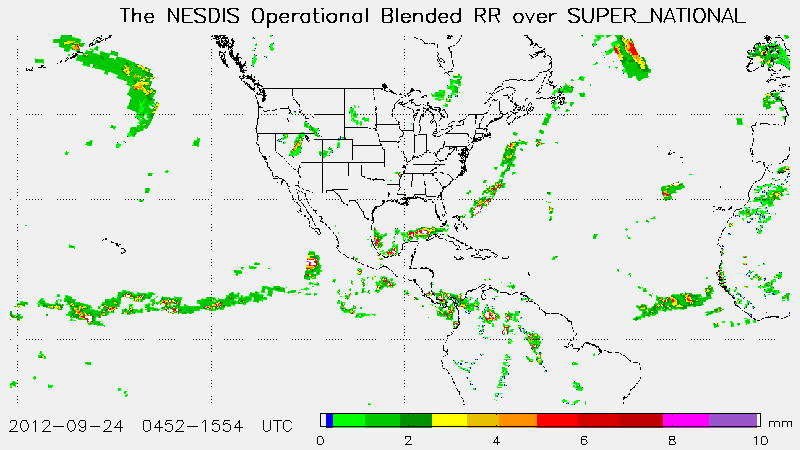 The NESDIS Operational Blended RR over SUPER_NATIONAL
2012-09-24 0452-1554 UTC
mm
0 2 4 6 8 10